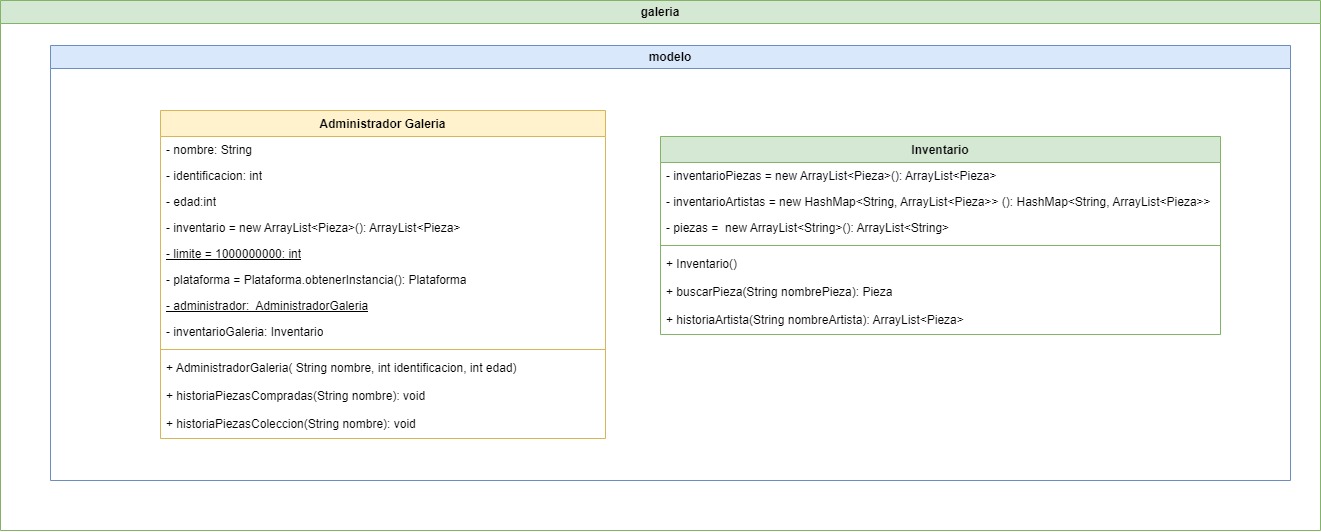 galeria
modelo
Administrador Galeria
- nombre: String
- identificacion: int
- edad:int
- inventario = new ArrayList<Pieza>(): ArrayList<Pieza>
- limite = 1000000000: int
- plataforma = Plataforma.obtenerInstancia(): Plataforma
- administrador:  AdministradorGaleria
- inventarioGaleria: Inventario
+ AdministradorGaleria( String nombre, int identificacion, int edad)
+ historiaPiezasCompradas(String nombre): void
+ historiaPiezasColeccion(String nombre): void
Inventario
- inventarioPiezas = new ArrayList<Pieza>(): ArrayList<Pieza>
- inventarioArtistas = new HashMap<String, ArrayList<Pieza>> (): HashMap<String, ArrayList<Pieza>>
- piezas =  new ArrayList<String>(): ArrayList<String>
+ Inventario()
+ buscarPieza(String nombrePieza): Pieza
+ historiaArtista(String nombreArtista): ArrayList<Pieza>